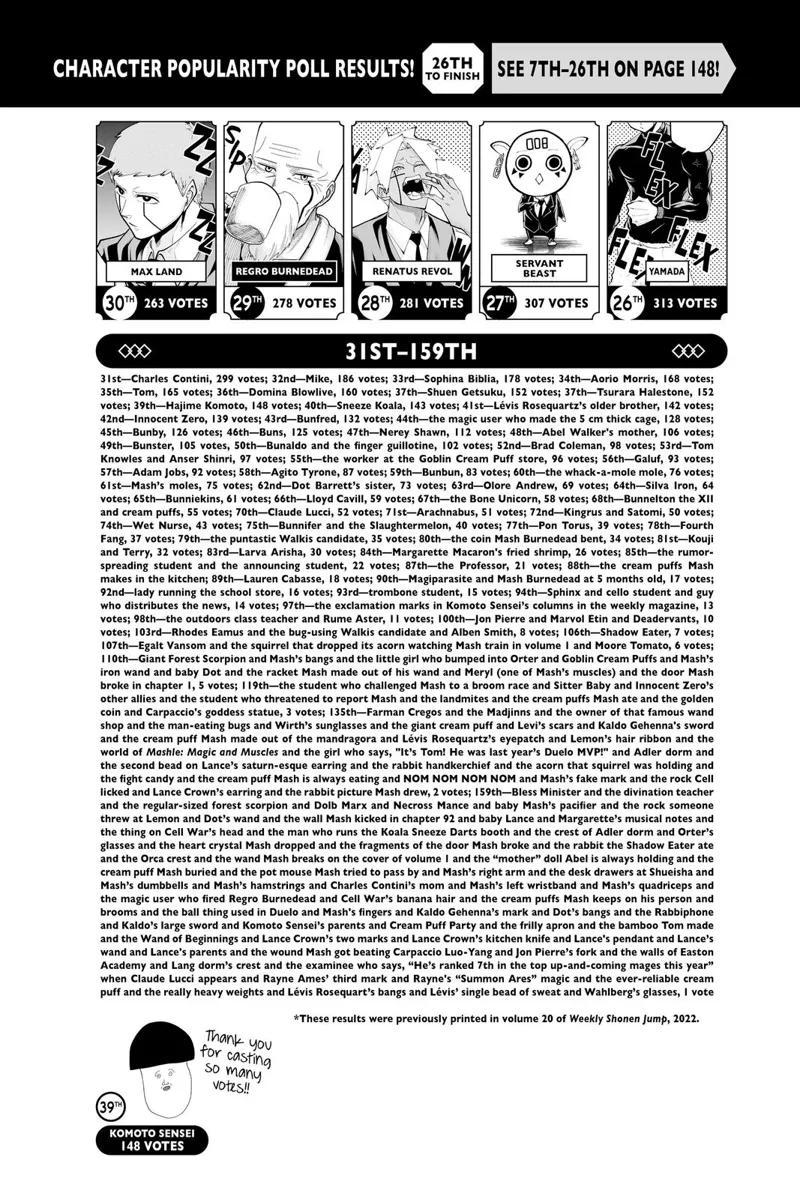 CHARACTER POPULARITY POLL RESULTS!
26TH
TO FINISH
SEE 7TH–26TH ON PAGE 148!
ZZ
ZZ
ZZ
SIP
FLEX
FLEX
FLEX
MAX LAND
REGRO BURNEDEAD
RENATUS REVOL
008
SERVANT
BEAST
YAMADA
30TH 263 VOTES
29TH 278 VOTES
28TH 281 VOTES
27TH 307 VOTES
26TH 313 VOTES
31ST–159TH
31st—Charles Contini, 299 votes; 32nd—Mike, 186 votes; 33rd—Sophina Biblia, 178 votes; 34th—Aorio Morris, 168 votes;
35th—Tom, 165 votes; 36th—Domina Blowlive, 160 votes; 37th—Shuen Getsuku, 152 votes; 37th—Tsurara Halestone, 152
votes; 39th—Hajime Komoto, 148 votes; 40th—Sneeze Koala, 143 votes; 41st—Lévis Rosequartz’s older brother, 142 votes;
42nd—Innocent Zero, 139 votes; 43rd—Bunfred, 132 votes; 44th—the magic user who made the 5 cm thick cage, 128 votes;
45th—Bunby, 126 votes; 46th—Buns, 125 votes; 47th—Nerey Shawn, 112 votes; 48th—Abel Walker’s mother, 106 votes;
49th—Bunster, 105 votes, 50th—Bunaldo and the finger guillotine, 102 votes; 52nd—Brad Coleman, 98 votes; 53rd—Tom
Knowles and Anser Shinri, 97 votes; 55th—the worker at the Goblin Cream Puff store, 96 votes; 56th—Galuf, 93 votes;
57th—Adam Jobs, 92 votes; 58th—Agito Tyrone, 87 votes; 59th—Bunbun, 83 votes; 60th—the whack-a-mole mole, 76 votes;
61st—Mash’s moles, 75 votes; 62nd—Dot Barrett’s sister, 73 votes; 63rd—Olore Andrew, 69 votes; 64th—Silva Iron, 64
votes; 65th—Bunniekins, 61 votes; 66th—Lloyd Cavill, 59 votes; 67th—the Bone Unicorn, 58 votes; 68th—Bunnelton the XII
and cream puffs, 55 votes; 70th—Claude Lucci, 52 votes; 71st—Arachnabus, 51 votes; 72nd—Kingrus and Satomi, 50 votes;
74th—Wet Nurse, 43 votes; 75th—Bunnifer and the Slaughtermelon, 40 votes; 77th—Pon Torus, 39 votes; 78th—Fourth
Fang, 37 votes; 79th—the puntastic Walkis candidate, 35 votes; 80th—the coin Mash Burnedead bent, 34 votes; 81st—Kouji
and Terry, 32 votes; 83rd—Larva Arisha, 30 votes; 84th—Margarette Macaron’s fried shrimp, 26 votes; 85th—the rumor-
spreading student and the announcing student, 22 votes; 87th—the Professor, 21 votes; 88th—the cream puffs Mash
makes in the kitchen; 89th—Lauren Cabasse, 18 votes; 90th—Magiparasite and Mash Burnedead at 5 months old, 17 votes;
92nd—lady running the school store, 16 votes; 93rd—trombone student, 15 votes; 94th—Sphinx and cello student and guy
who distributes the news, 14 votes; 97th—the exclamation marks in Komoto Sensei’s columns in the weekly magazine, 13
votes; 98th—the outdoors class teacher and Rume Aster, 11 votes; 100th—Jon Pierre and Marvol Etin and Deadervants, 10
votes; 103rd—Rhodes Eamus and the bug-using Walkis candidate and Alben Smith, 8 votes; 106th—Shadow Eater, 7 votes;
107th—Egalt Vansom and the squirrel that dropped its acorn watching Mash train in volume 1 and Moore Tomato, 6 votes;
110th—Giant Forest Scorpion and Mash’s bangs and the little girl who bumped into Orter and Goblin Cream Puffs and Mash’s
iron wand and baby Dot and the racket Mash made out of his wand and Meryl (one of Mash’s muscles) and the door Mash
broke in chapter 1, 5 votes; 119th—the student who challenged Mash to a broom race and Sitter Baby and Innocent Zero’s
other allies and the student who threatened to report Mash and the landmites and the cream puffs Mash ate and the golden
coin and Carpaccio’s goddess statue, 3 votes; 135th—Farman Cregos and the Madjinns and the owner of that famous wand
shop and the man-eating bugs and Wirth’s sunglasses and the giant cream puff and Levi’s scars and Kaldo Gehenna’s sword
and the cream puff Mash made out of the mandragora and Lévis Rosequartz’s eyepatch and Lemon’s hair ribbon and the
world of Mashle: Magic and Muscles and the girl who says, "It’s Tom! He was last year’s Duelo MVP!" and Adler dorm and
the second bead on Lance’s saturn-esque earring and the rabbit handkerchief and the acorn that squirrel was holding and
the fight candy and the cream puff Mash is always eating and NOM NOM NOM NOM and Mash’s fake mark and the rock Cell
licked and Lance Crown’s earring and the rabbit picture Mash drew, 2 votes; 159th—Bless Minister and the divination teacher
and the regular-sized forest scorpion and Dolb Marx and Necross Mance and baby Mash’s pacifier and the rock someone
threw at Lemon and Dot’s wand and the wall Mash kicked in chapter 92 and baby Lance and Margarette’s musical notes and
the thing on Cell War’s head and the man who runs the Koala Sneeze Darts booth and the crest of Adler dorm and Orter’s
glasses and the heart crystal Mash dropped and the fragments of the door Mash broke and the rabbit the Shadow Eater ate
and the Orca crest and the wand Mash breaks on the cover of volume 1 and the “mother” doll Abel is always holding and the
cream puff Mash buried and the pot mouse Mash tried to pass by and Mash’s right arm and the desk drawers at Shueisha and
Mash’s dumbbells and Mash’s hamstrings and Charles Contini’s mom and Mash’s left wristband and Mash’s quadriceps and
the magic user who fired Regro Burnedead and Cell War’s banana hair and the cream puffs Mash keeps on his person and
brooms and the ball thing used in Duelo and Mash’s fingers and Kaldo Gehenna’s mark and Dot’s bangs and the Rabbiphone
and Kaldo’s large sword and Komoto Sensei’s parents and Cream Puff Party and the frilly apron and the bamboo Tom made
and the Wand of Beginnings and Lance Crown’s two marks and Lance Crown’s kitchen knife and Lance’s pendant and Lance’s
wand and Lance’s parents and the wound Mash got beating Carpaccio Luo-Yang and Jon Pierre’s fork and the walls of Easton
Academy and Lang dorm’s crest and the examinee who says, “He’s ranked 7th in the top up-and-coming mages this year”
when Claude Lucci appears and Rayne Ames’ third mark and Rayne’s “Summon Ares” magic and the ever-reliable cream
puff and the really heavy weights and Lévis Rosequart’s bangs and Lévis’ single bead of sweat and Wahlberg’s glasses, 1 vote
*These results were previously printed in volume 20 of Weekly Shonen Jump, 2022.
Thank you
for casting
so many
votes!!
39TH
KOMOTO SENSEI
148 VOTES